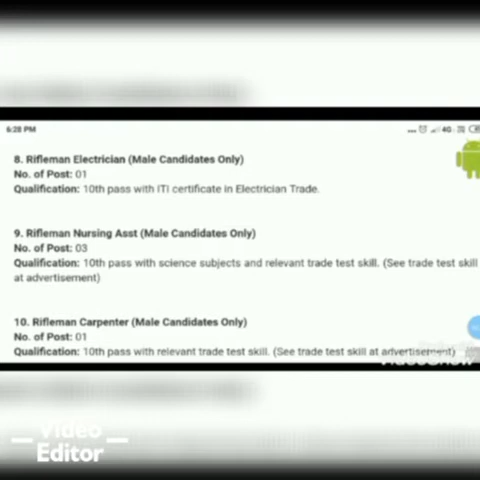 6:28 PM
4G
8. Rifleman Electrician (Male Candidates Only)
No. of Post: 01
Qualification: 10th pass with ITI certificate in Electrician Trade.
9. Rifleman Nursing Asst (Male Candidates Only)
No. of Post: 03
Qualification: 10th pass with science subjects and relevant trade test skill. (See trade test skill
at advertisement)
10. Rifleman Carpenter (Male Candidates Only)
No. of Post: 01
Qualification: 10th pass with relevant trade test skill. (See trade test skill at advertisement)
VideoShow
Video
Editor